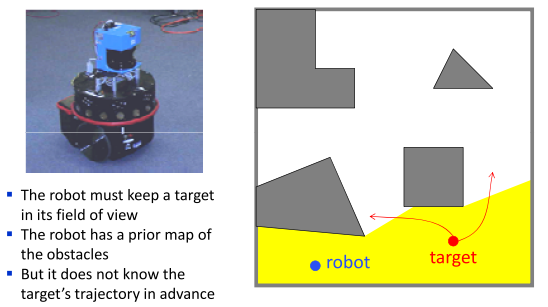 ▪ The robot must keep a target
in its field of view
▪ The robot has a prior map of
the obstacles
▪ But it does not know the
target's trajectory in advance
robot
target